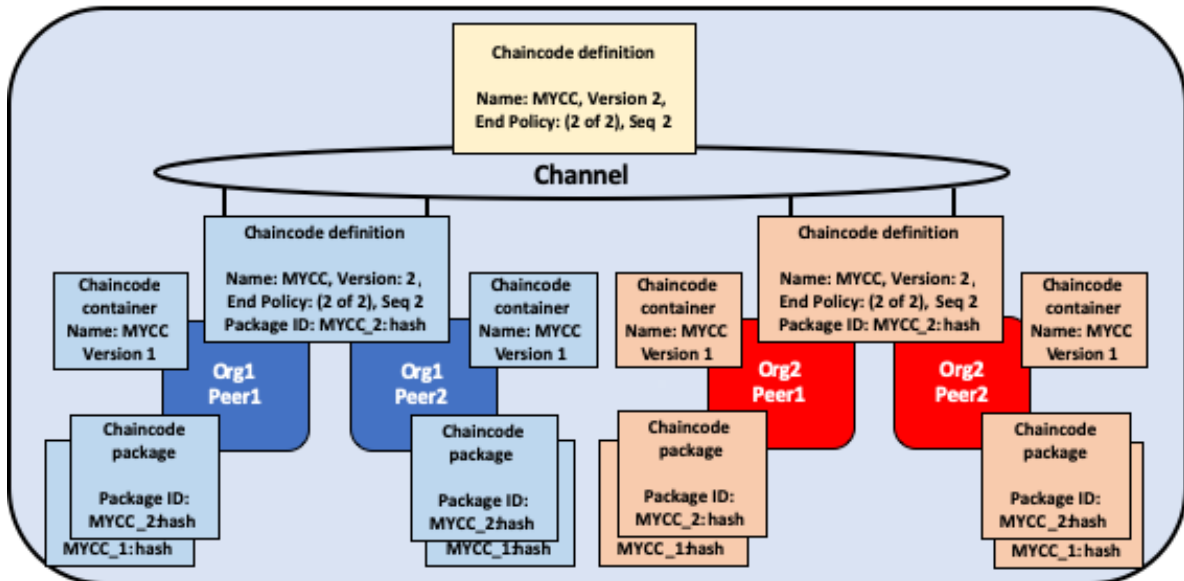 Chaincode definition
Name: MYCC, Version 2,
End Policy: (2 of 2), Seq 2
Channel
Chaincode definition
Name: MYCC, Version: 2,
End Policy: (2 of 2), Seq 2
Package ID: MYCC_2:hash
Chaincode definition
Name: MYCC, Version: 2,
End Policy: (2 of 2), Seq 2
Package ID: MYCC_2:hash
Chaincode
container
Name: MYCC
Version 1
Chaincode
container
Name: MYCC
Version 1
Chaincode
container
Name: MYCC
Version 1
Chaincode
container
Name: MYCC
Version 1
Org1
Peer1
Org1
Peer2
Org2
Peer1
Org2
Peer2
Chaincode
package
Package ID:
MYCC_2:hash
MYCC_1:hash
Chaincode
package
Package ID:
MYCC_2:hash
MYCC_1:hash
Chaincode
package
Package ID:
MYCC_2:hash
MYCC_1:hash
Chaincode
package
Package ID:
MYCC_2:hash
MYCC_1:hash